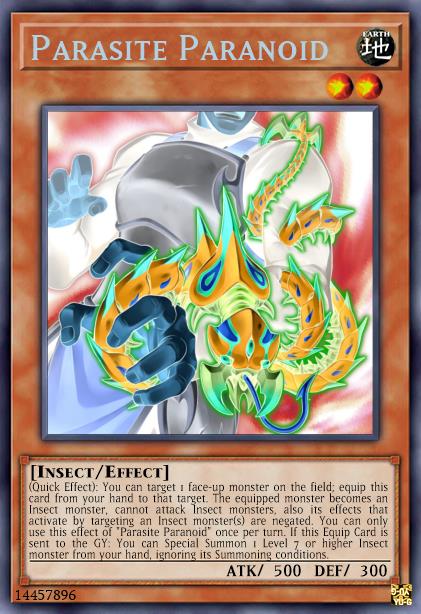 PARASITE PARANOID
EARTH
地
[INSECT/EFFECT]
(Quick Effect): You can target 1 face-up monster on the field; equip this
card from your hand to that target. The equipped monster becomes an
Insect monster, cannot attack Insect monsters, also its effects that
activate by targeting an Insect monster(s) are negated. You can only
use this effect of "Parasite Paranoid" once per turn. If this Equip Card is
sent to the GY: You can Special Summon 1 Level 7 or higher Insect
monster from your hand, ignoring its Summoning conditions.
ATK/ 500 DEF/ 300
14457896